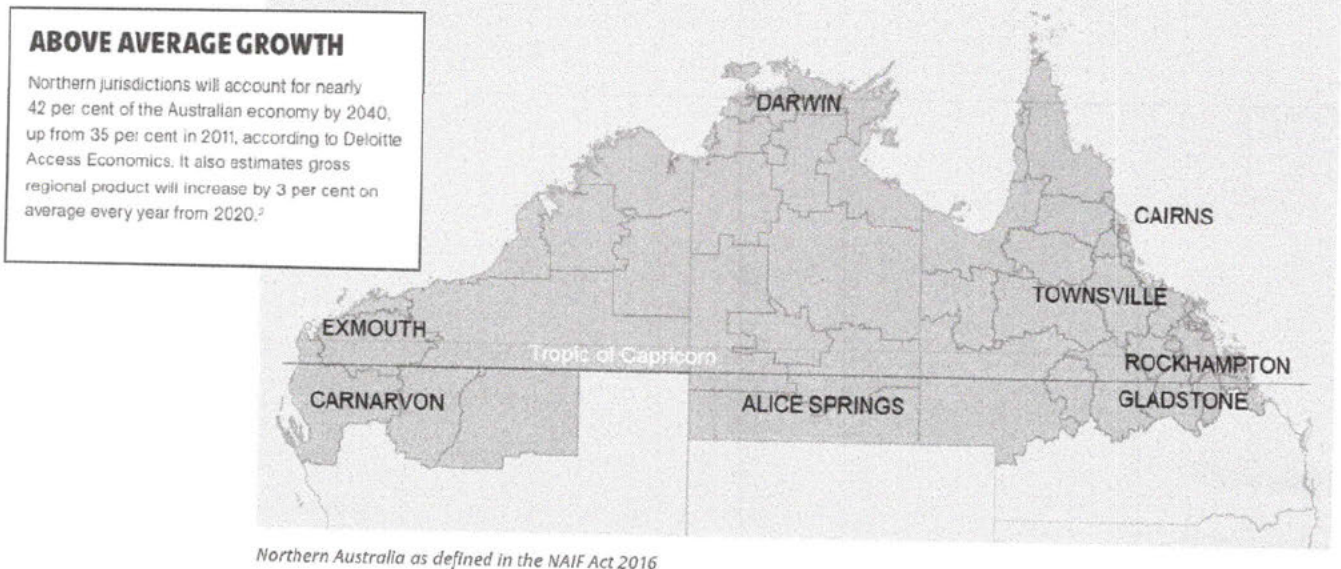 ABOVE AVERAGE GROWTH
Northern jurisdictions will account for nearly
42 per cent of the Australian economy by 2040,
up from 35 per cent in 2011, according to Deloitte
Access Economics. It also estimates gross
regional product will increase by 3 per cent on
average every year from 2020.²
DARWIN
CAIRNS
TOWNSVILLE
EXMOUTH
Tropic of Capricorn
ROCKHAMPTON
CARNARVON
ALICE SPRINGS
GLADSTONE
Northern Australia as defined in the NAIF Act 2016